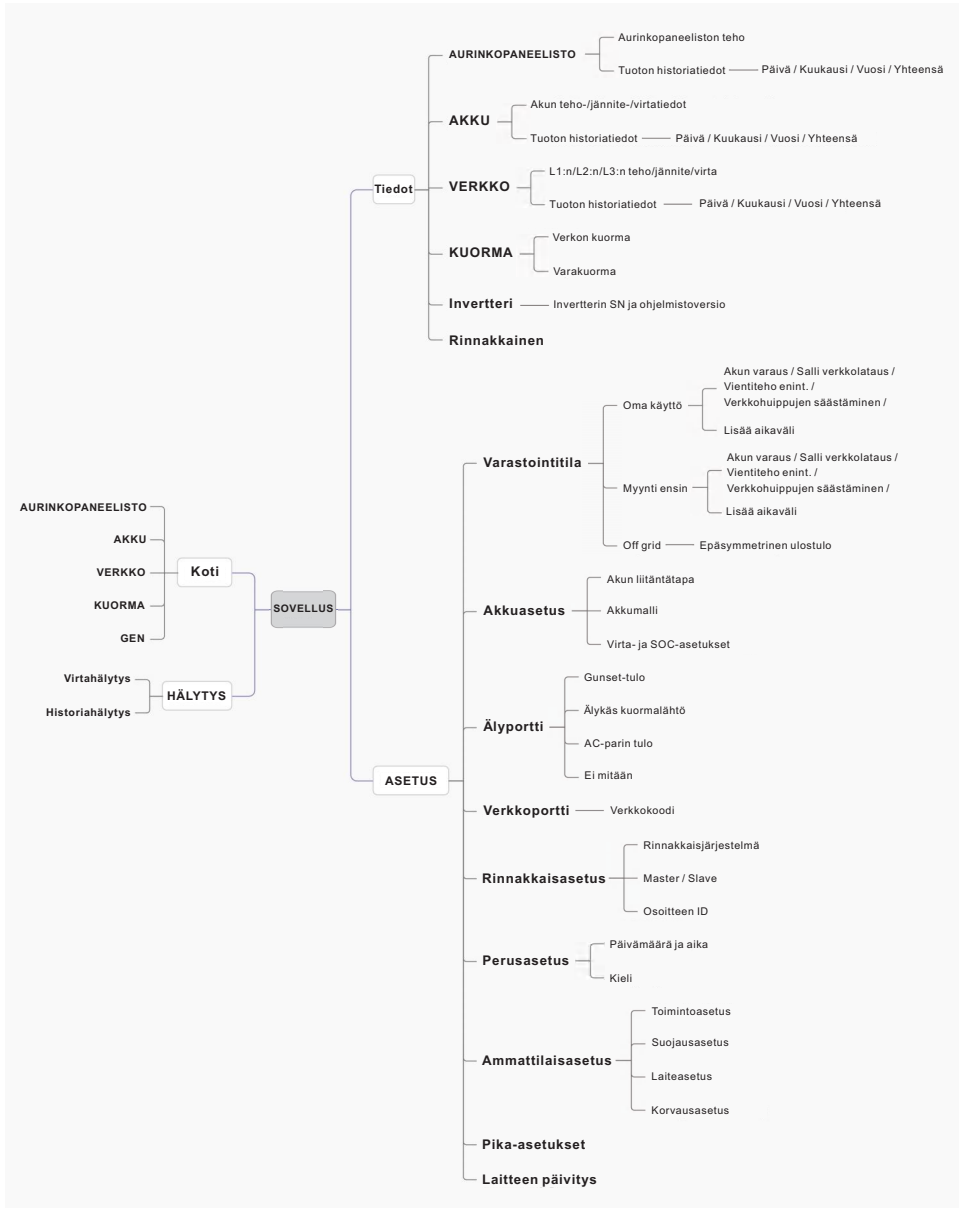 AURINKOPANEELISTO
Aurinkopaneeliston teho
Tuoton historiatiedot
Päivä / Kuukausi / Vuosi / Yhteensä
AKKU
Akun teho-/jännite-/virtatiedot
Tuoton historiatiedot
Päivä / Kuukausi / Vuosi / Yhteensä
Tiedot
VERKKO
L1:n/L2:n/L3:n teho/jännite/virta
Tuoton historiatiedot
Päivä / Kuukausi / Vuosi / Yhteensä
KUORMA
Verkon kuorma
Varakuorma
Invertteri
Invertterin SN ja ohjelmistoversio
Rinnakkainen
AURINKOPANEELISTO
AKKU
VERKKO
KUORMA
GEN
Koti
SOVELLUS
Virtahälytys
Historiahälytys
HÄLYTYS
ASETUS
Varastointitila
Oma käyttö
Akun varaus / Salli verkkolataus /
Vientiteho enint. /
Verkkohuippujen säästäminen /
Lisää aikaväli
Myynti ensin
Akun varaus / Salli verkkolataus /
Vientiteho enint. /
Verkkohuippujen säästäminen /
Lisää aikaväli
Off grid
Epäsymmetrinen ulostulo
Akkuasetus
Akun liitäntätapa
Akkumalli
Virta- ja SOC-asetukset
Älyportti
Gunset-tulo
Älykäs kuormalähtö
AC-parin tulo
Ei mitään
Verkkoportti
Verkkokoodi
Rinnakkaisasetus
Rinnakkaisjärjestelmä
Master / Slave
Osoitteen ID
Perusasetus
Päivämäärä ja aika
Kieli
Ammattilaisasetus
Toimintoasetus
Suojausasetus
Laiteasetus
Korvausasetus
Pika-asetukset
Laitteen päivitys